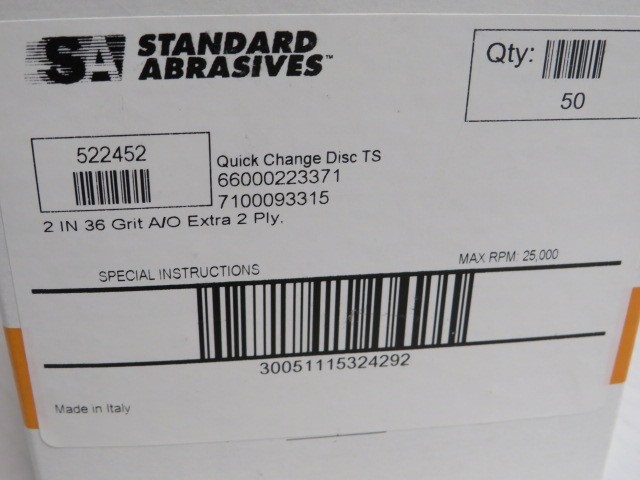 SA STANDARD
ABRASIVES™
Qty:
50
522452
Quick Change Disc TS
66000223371
7100093315
2 IN 36 Grit A/O Extra 2 Ply.
SPECIAL INSTRUCTIONS
MAX RPM: 25,000
30051115324292
Made in Italy